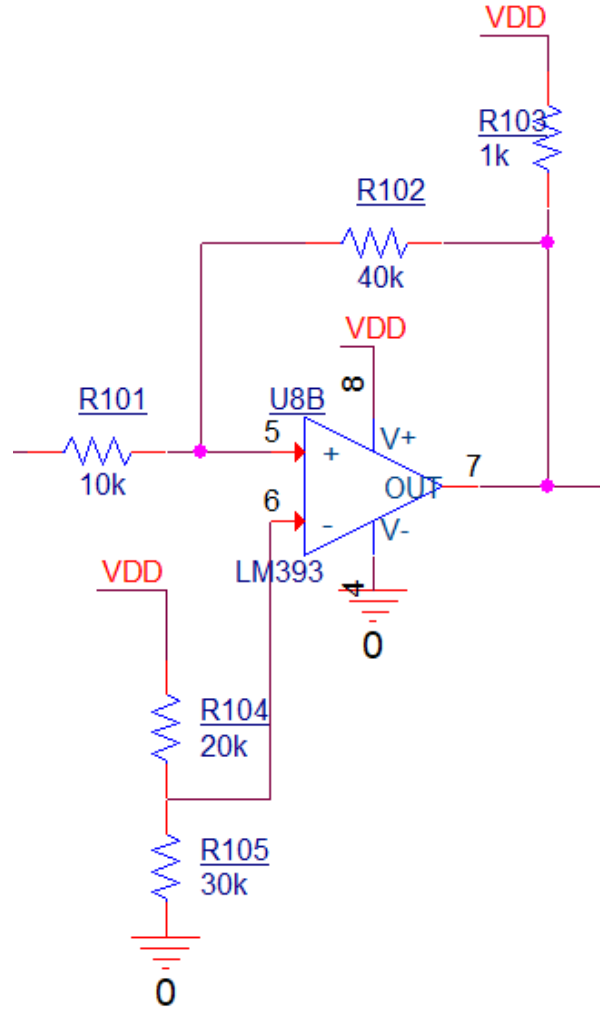 VDD
R103
1k
R102
40k
VDD
8
R101
U8B
5
V+
+
7
10k
OUT
6
-
V-
LM393
4
VDD
0
R104
20k
R105
30k
0